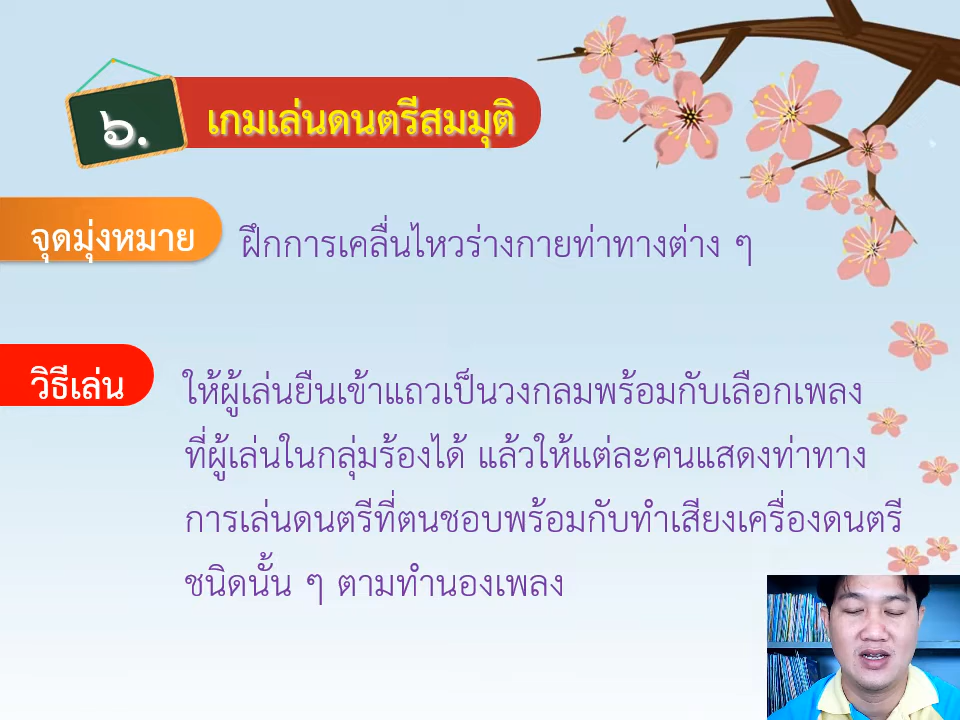 ๖.
เกมเล่นดนตรีสมมุติ
จุดมุ่งหมาย
ฝึกการเคลื่นไหวร่างกายท่าทางต่าง ๆ
วิธีเล่น
ให้ผู้เล่นยืนเข้าแถวเป็นวงกลมพร้อมกับเลือกเพลง
ที่ผู้เล่นในกลุ่มร้องได้ แล้วให้แต่ละคนแสดงท่าทาง
การเล่นดนตรีที่ตนชอบพร้อมกับทำเสียงเครื่องดนตรี
ชนิดนั้น ๆ ตามทำนองเพลง